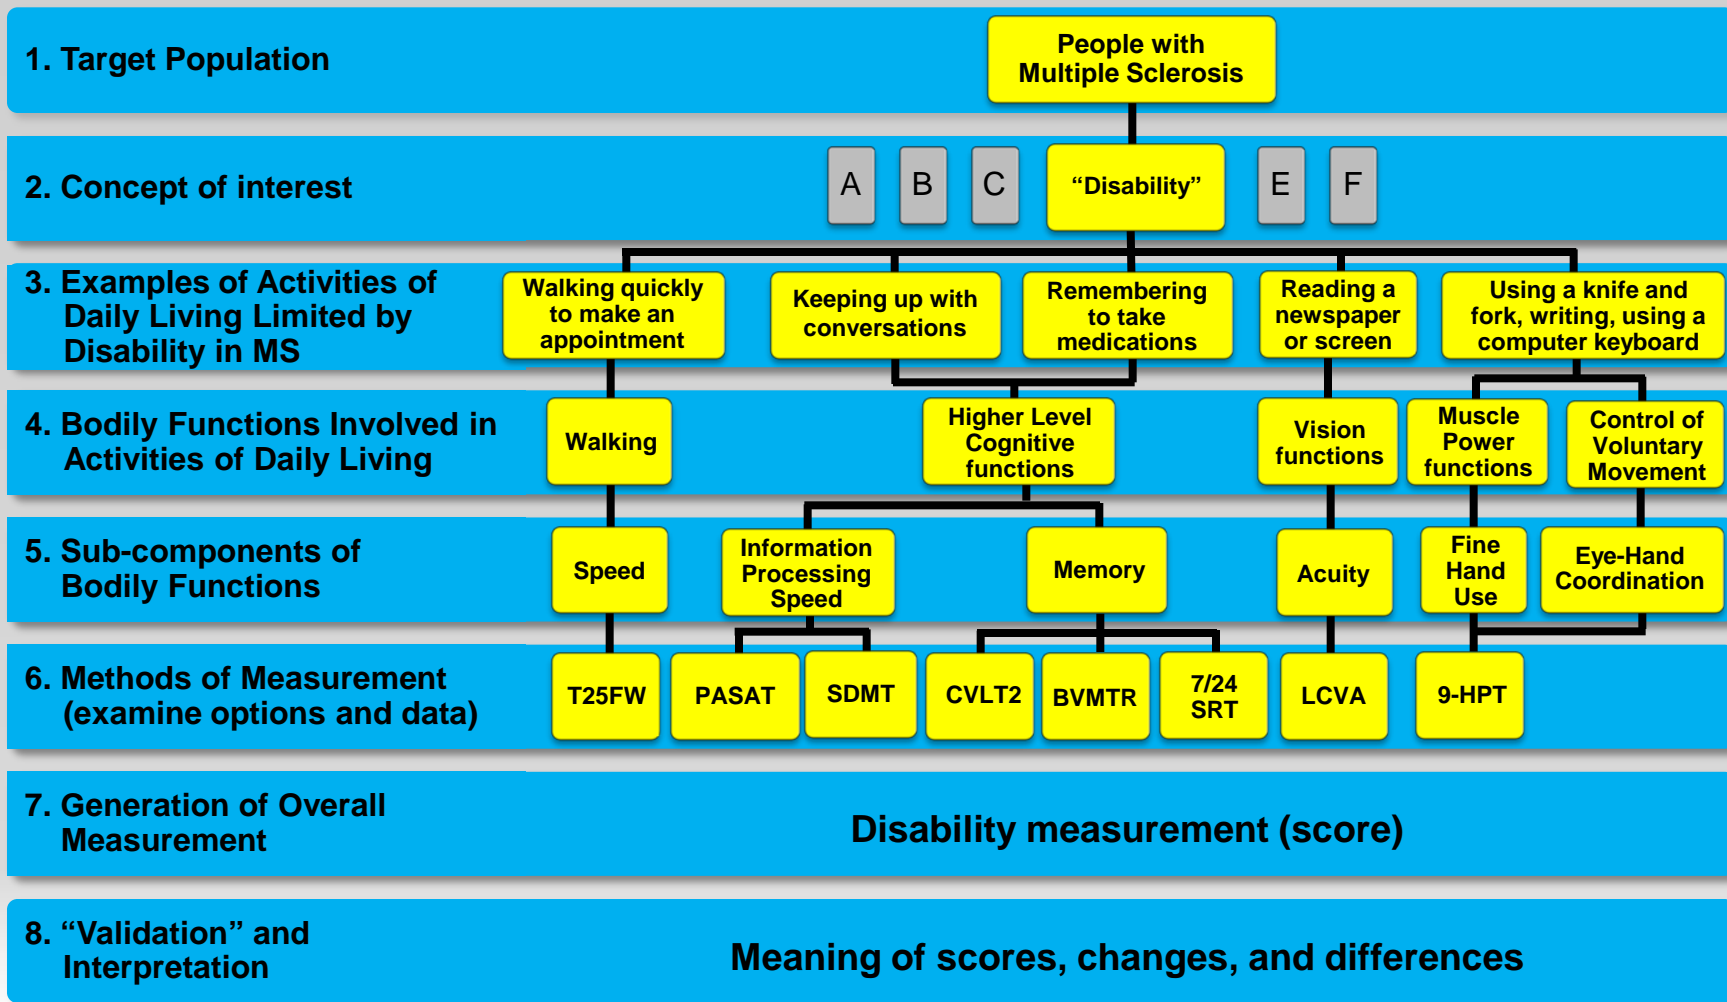 1. Target Population
People with
Multiple Sclerosis
2. Concept of interest
A
B
C
“Disability”
E
F
3. Examples of Activities of
Daily Living Limited by
Disability in MS
Walking quickly
to make an
appointment
Keeping up with
conversations
Remembering
to take
medications
Reading a
newspaper
or screen
Using a knife and
fork, writing, using a
computer keyboard
4. Bodily Functions Involved in
Activities of Daily Living
Walking
Higher Level
Cognitive
functions
Vision
functions
Muscle
Power
functions
Control of
Voluntary
Movement
5. Sub-components of
Bodily Functions
Speed
Information
Processing
Speed
Memory
Acuity
Fine
Hand
Use
Eye-Hand
Coordination
6. Methods of Measurement
(examine options and data)
T25FW
PASAT
SDMT
CVLT2
BVMTR
7/24
SRT
LCVA
9-HPT
7. Generation of Overall
Measurement
Disability measurement (score)
8. “Validation” and
Interpretation
Meaning of scores, changes, and differences